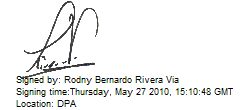 Signed by: Rodny Bernardo Rivera Via
Signing time:Thursday, May 27 2010, 15:10:48 GMT
Location: DPA